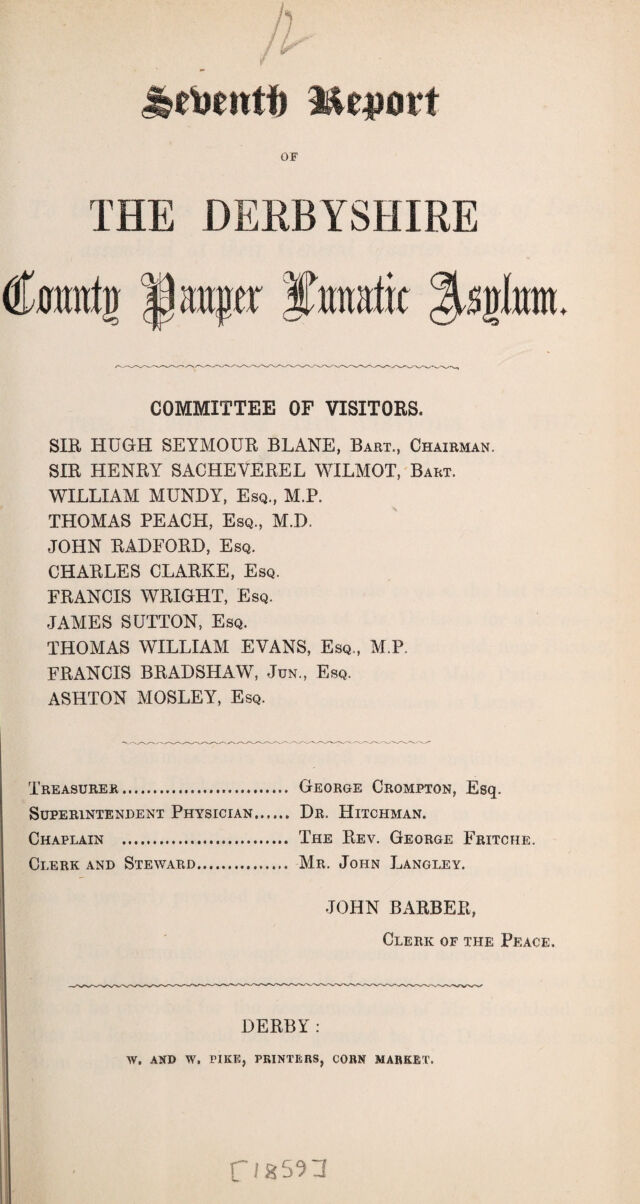 12
Seventh Report
OF
THE DERBYSHIRE
County Pauper Lunatic Asylum.
COMMITTEE OF VISITORS.
SIR HUGH SEYMOUR BLANE, BART., CHAIRMAN.
SIR HENRY SACHEVEREL WILMOT, BART.
WILLIAM MUNDY, ESQ., M.P.
THOMAS PEACH, ESQ., M.D.
JOHN RADFORD, ESQ.
CHARLES CLARKE, ESQ.
FRANCIS WRIGHT, ESQ.
JAMES SUTTON, ESQ.
THOMAS WILLIAM EVANS, ESQ., M.P.
FRANCIS BRADSHAW, JUN., ESQ.
ASHTON MOSLEY, ESQ.
TREASURER........................... GEORGE CROMPTON, Esq.
SUPERINTENDENT PHYSICIAN...... DR. HITCHMAN.
CHAPLAIN ........................... THE REV. GEORGE FRITCHE.
CLERK AND STEWARD............... MR. JOHN LANGLEY.
JOHN BARBER,
CLERK OF THE PEACE.
DERBY:
W. AND W. PIKE, PRINTERS, CORN MARKET.
[1859]